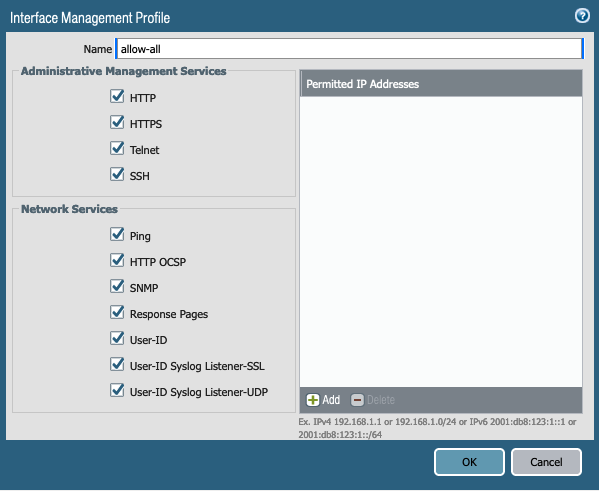 Interface Management Profile
Name allow-all
Administrative Management Services
HTTP
HTTPS
Telnet
SSH
Network Services
Ping
HTTP OCSP
SNMP
Response Pages
User-ID
User-ID Syslog Listener-SSL
User-ID Syslog Listener-UDP
Permitted IP Addresses
Add Delete
Ex. IPv4 192.168.1.1 or 192.168.1.0/24 or IPv6 2001:db8:123:1::1 or
2001:db8:123:1::/64
OK Cancel